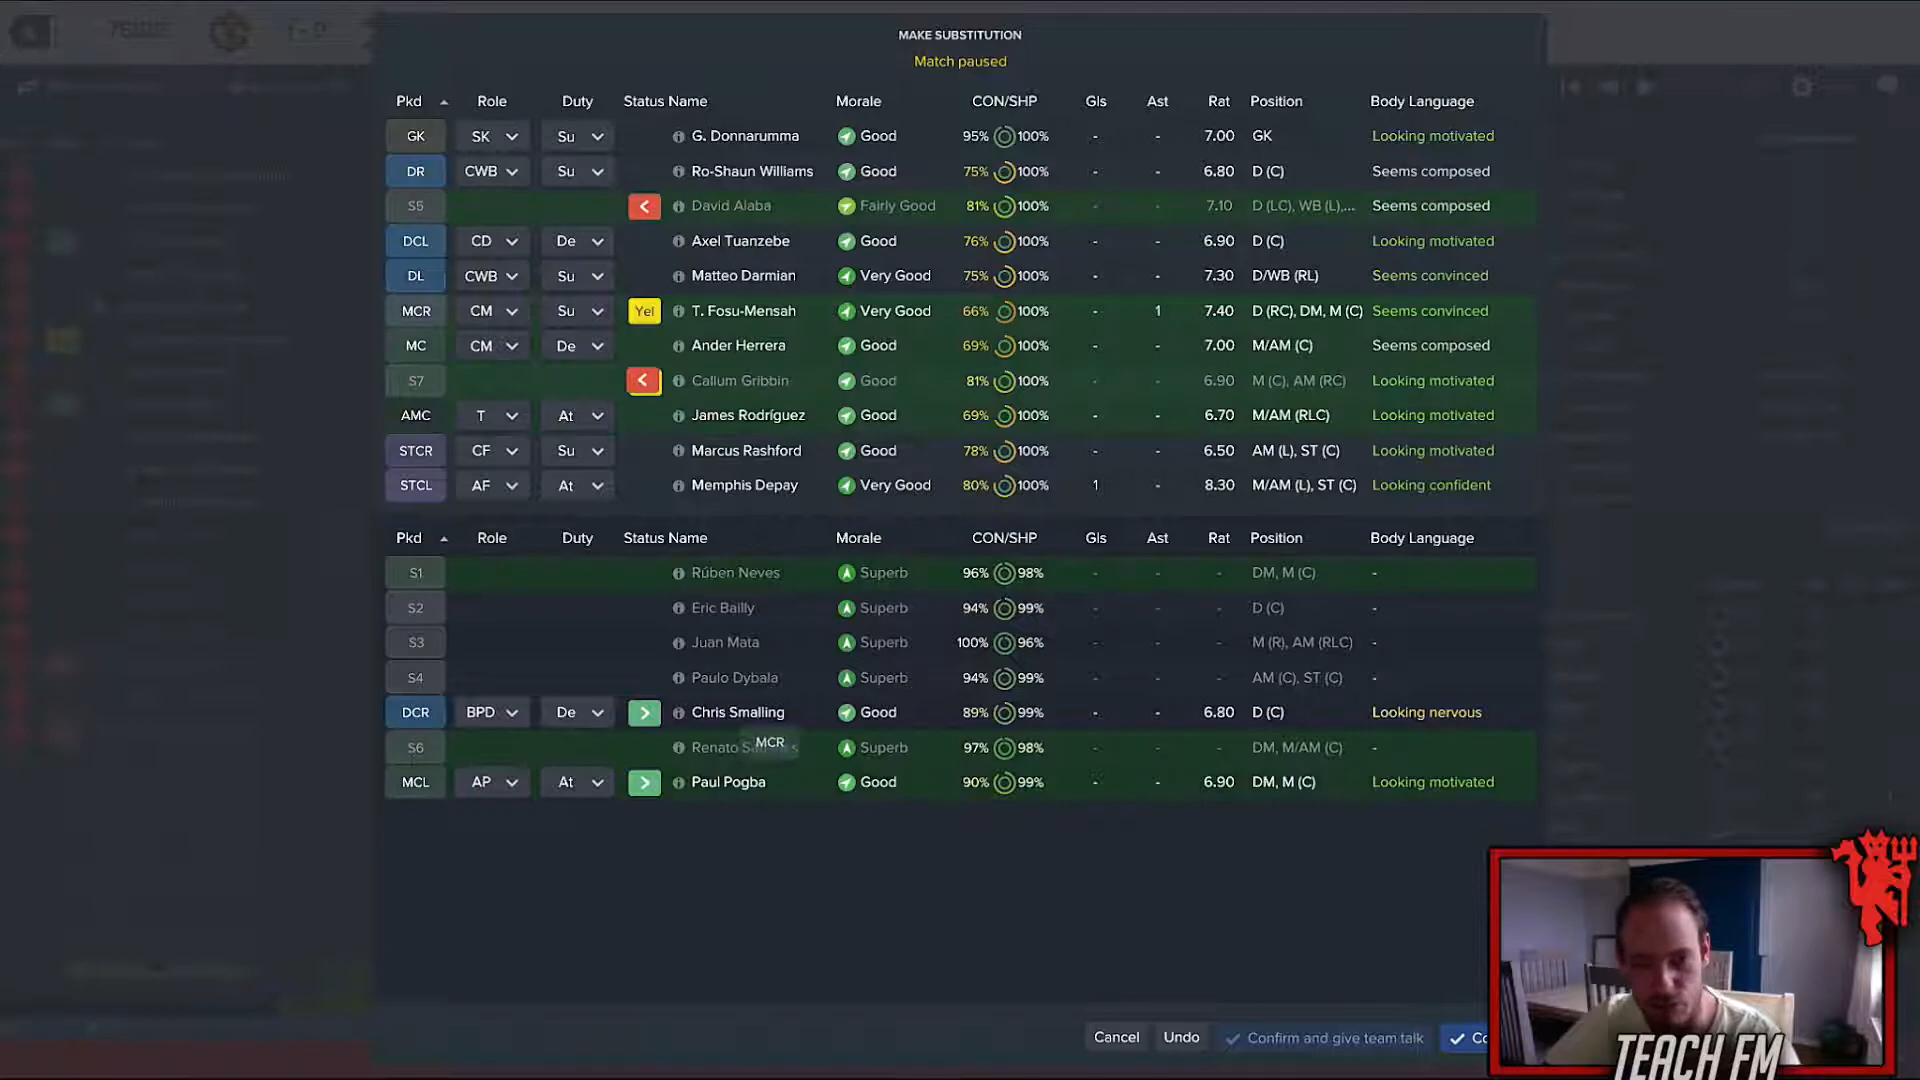 MAKE SUBSTITUTION
Match paused
Pkd Role Duty Status Name Morale CON/SHP Gls Ast Rat Position Body Language
GK SK Su G. Donnarumma Good 95% 100% - - 7.00 GK Looking motivated
DR CWB Su Ro-Shaun Williams Good 75% 100% - - 6.80 D (C) Seems composed
S5 < David Alaba Fairly Good 81% 100% - - 7.10 D (LC), WB (L),... Seems composed
DCL CD De Axel Tuanzebe Good 76% 100% - - 6.90 D (C) Looking motivated
DL CWB Su Matteo Darmian Very Good 75% 100% - - 7.30 D/WB (RL) Seems convinced
MCR CM Su Yel T. Fosu-Mensah Very Good 66% 100% - 1 7.40 D (RC), DM, M (C) Seems convinced
MC CM De Ander Herrera Good 69% 100% - - 7.00 M/AM (C) Seems composed
S7 < Callum Gribbin Good 81% 100% - - 6.90 M (C), AM (RC) Looking motivated
AMC T At James Rodríguez Good 69% 100% - - 6.70 M/AM (RLC) Looking motivated
STCR CF Su Marcus Rashford Good 78% 100% - - 6.50 AM (L), ST (C) Looking motivated
STCL AF At Memphis Depay Very Good 80% 100% 1 - 8.30 M/AM (L), ST (C) Looking confident
Pkd Role Duty Status Name Morale CON/SHP Gls Ast Rat Position Body Language
S1 Rúben Neves Superb 96% 98% - - - DM, M (C) -
S2 Eric Bailly Superb 94% 99% - - - D (C) -
S3 Juan Mata Superb 100% 96% - - - M (R), AM (RLC) -
S4 Paulo Dybala Superb 94% 99% - - - AM (C), ST (C) -
DCR BPD De > Chris Smalling Good 89% 99% - - 6.80 D (C) Looking nervous
MCR
S6 Renato Superb 97% 98% - - - DM, M/AM (C) -
MCL AP At > Paul Pogba Good 90% 99% - - 6.90 DM, M (C) Looking motivated
Cancel Undo Confirm and give team talk Co
TEACH FM